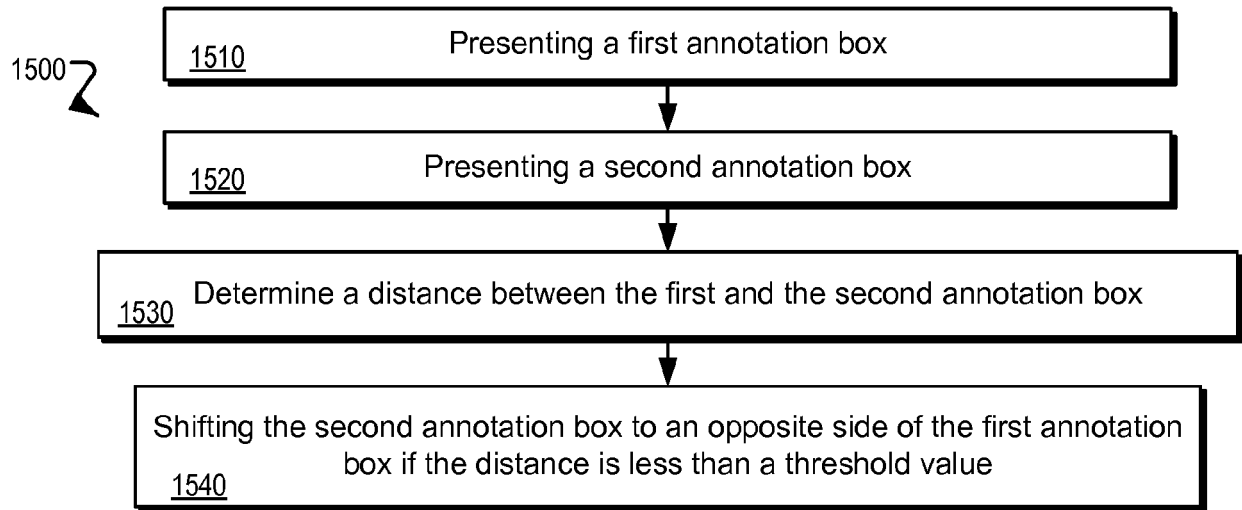 1500
Presenting a first annotation box
1510
Presenting a second annotation box
1520
Determine a distance between the first and the second annotation box
1530
Shifting the second annotation box to an opposite side of the first annotation
box if the distance is less than a threshold value
1540